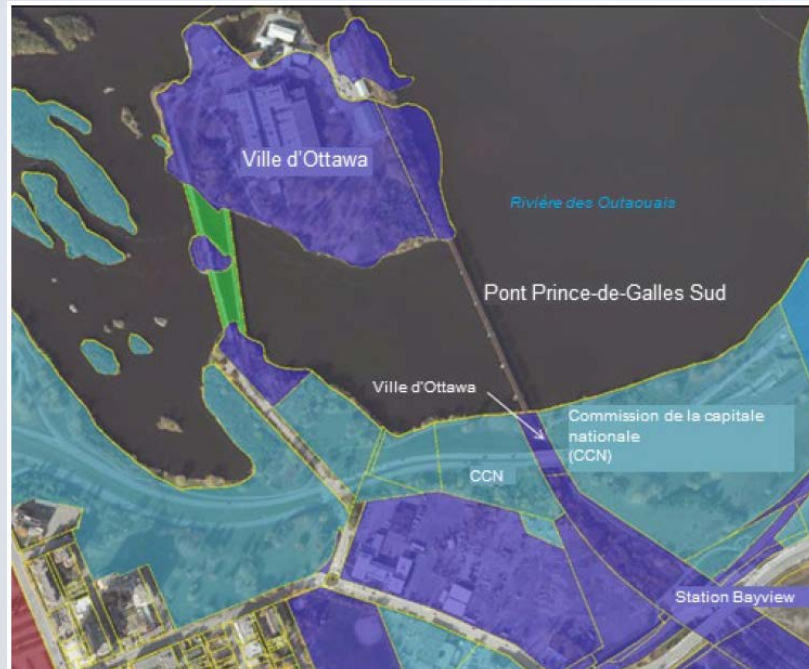 Ville d'Ottawa
Rivière des Outaouais
Pont Prince-de-Galles Sud
Ville d'Ottawa
Commission de la capitale
nationale
(CCN)
CCN
Station Bayview